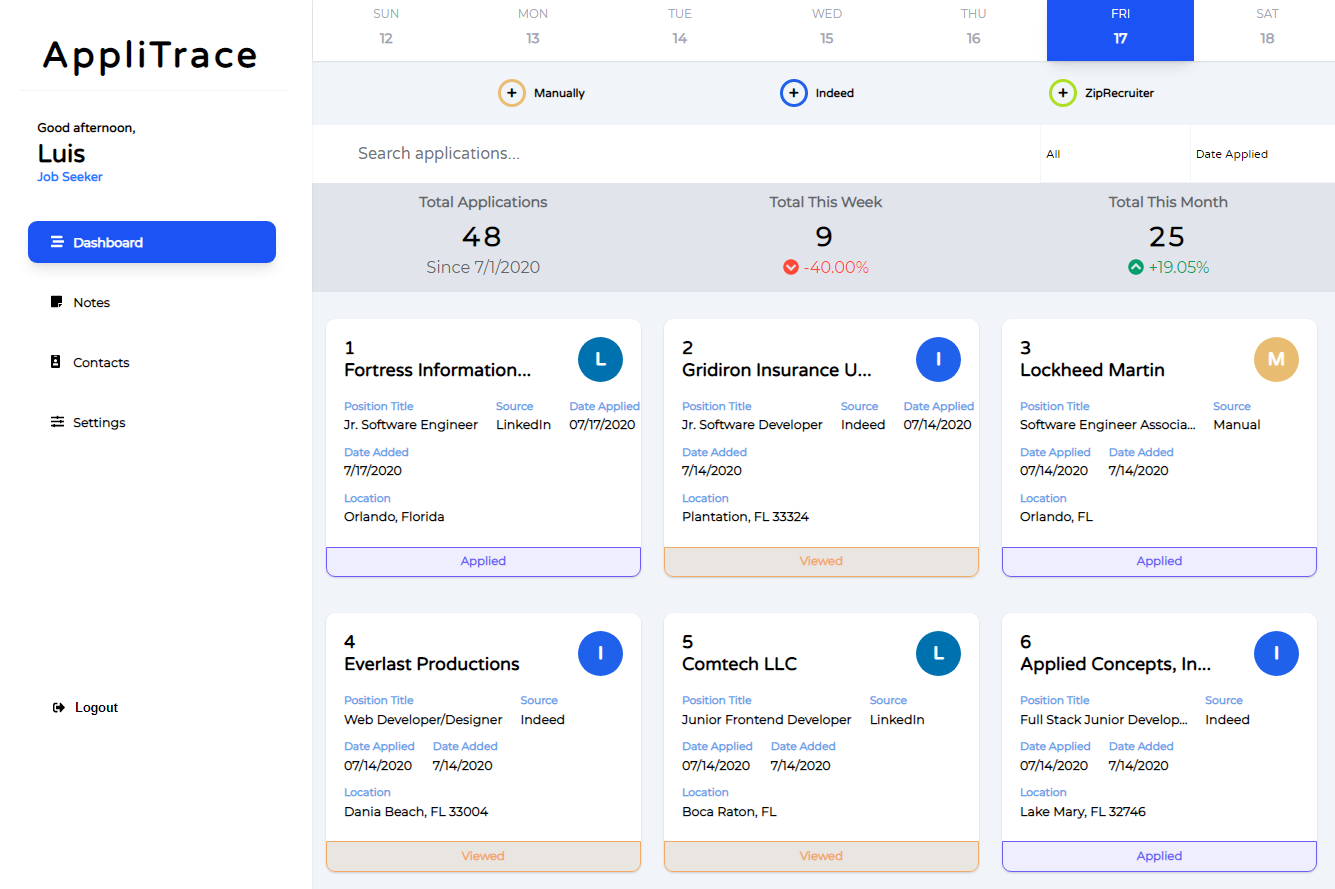 AppliTrace
Good afternoon,
Luis
Job Seeker
Dashboard
Notes
Contacts
Settings
Logout
SUN MON TUE WED THU FRI SAT
12 13 14 15 16 17 18
+ Manually + Indeed + ZipRecruiter
Search applications... All Date Applied
Total Applications Total This Week Total This Month
48 9 25
Since 7/1/2020 -40.00% +19.05%
1
Fortress Information...
L
Position Title Source Date Applied
Jr. Software Engineer LinkedIn 07/17/2020
Date Added
7/17/2020
Location
Orlando, Florida
Applied
2
Gridiron Insurance U...
I
Position Title Source Date Applied
Jr. Software Developer Indeed 07/14/2020
Date Added
7/14/2020
Location
Plantation, FL 33324
Viewed
3
Lockheed Martin
M
Position Title Source
Software Engineer Associa... Manual
Date Applied Date Added
07/14/2020 7/14/2020
Location
Orlando, FL
Applied
4
Everlast Productions
I
Position Title Source
Web Developer/Designer Indeed
Date Applied Date Added
07/14/2020 7/14/2020
Location
Dania Beach, FL 33004
Viewed
5
Comtech LLC
L
Position Title Source
Junior Frontend Developer LinkedIn
Date Applied Date Added
07/14/2020 7/14/2020
Location
Boca Raton, FL
Viewed
6
Applied Concepts, In...
I
Position Title Source
Full Stack Junior Develop... Indeed
Date Applied Date Added
07/14/2020 7/14/2020
Location
Lake Mary, FL 32746
Applied